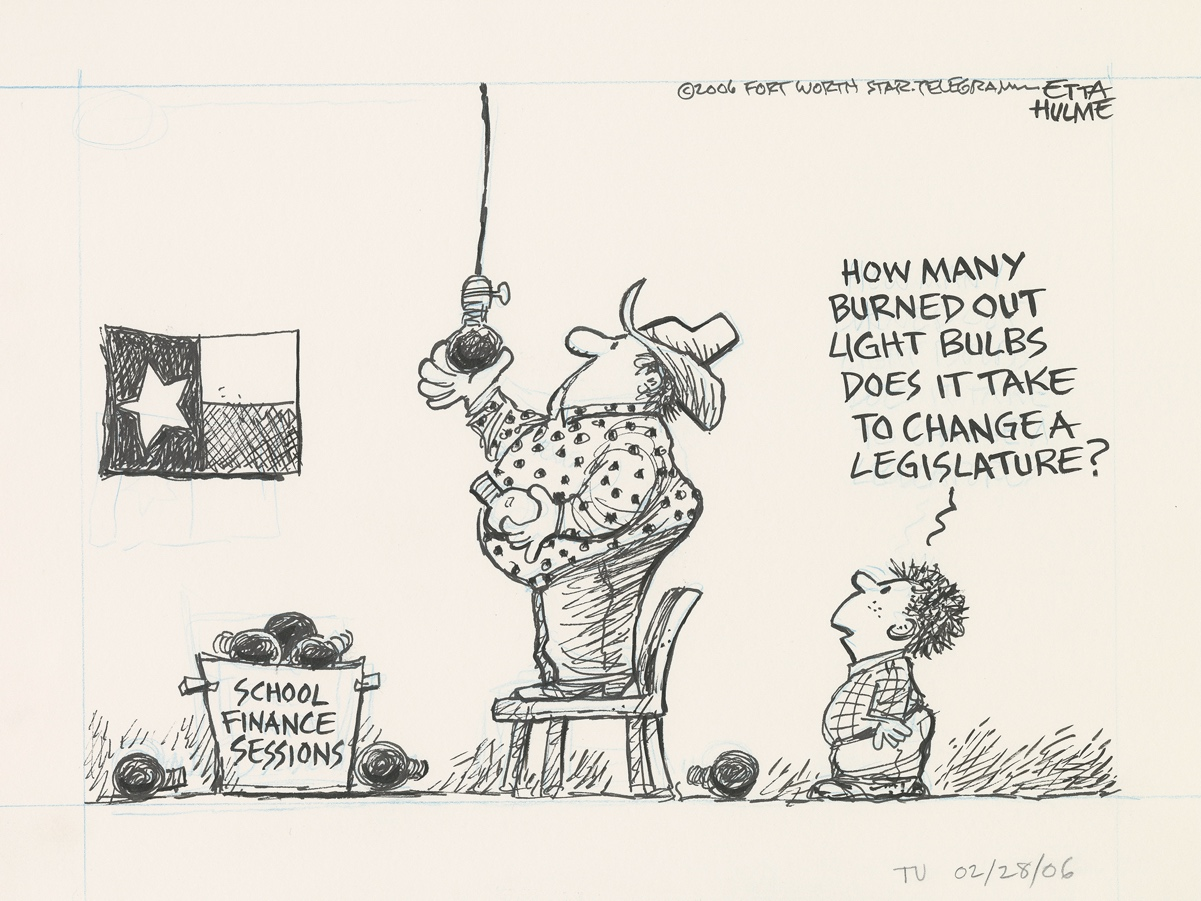 ©2006 FORT WORTH STAR-TELEGRAM ETTA
HULME
HOW MANY
BURNED OUT
LIGHT BULBS
DOES IT TAKE
TO CHANGE A
LEGISLATURE?
SCHOOL
FINANCE
SESSIONS
TU 02/28/06